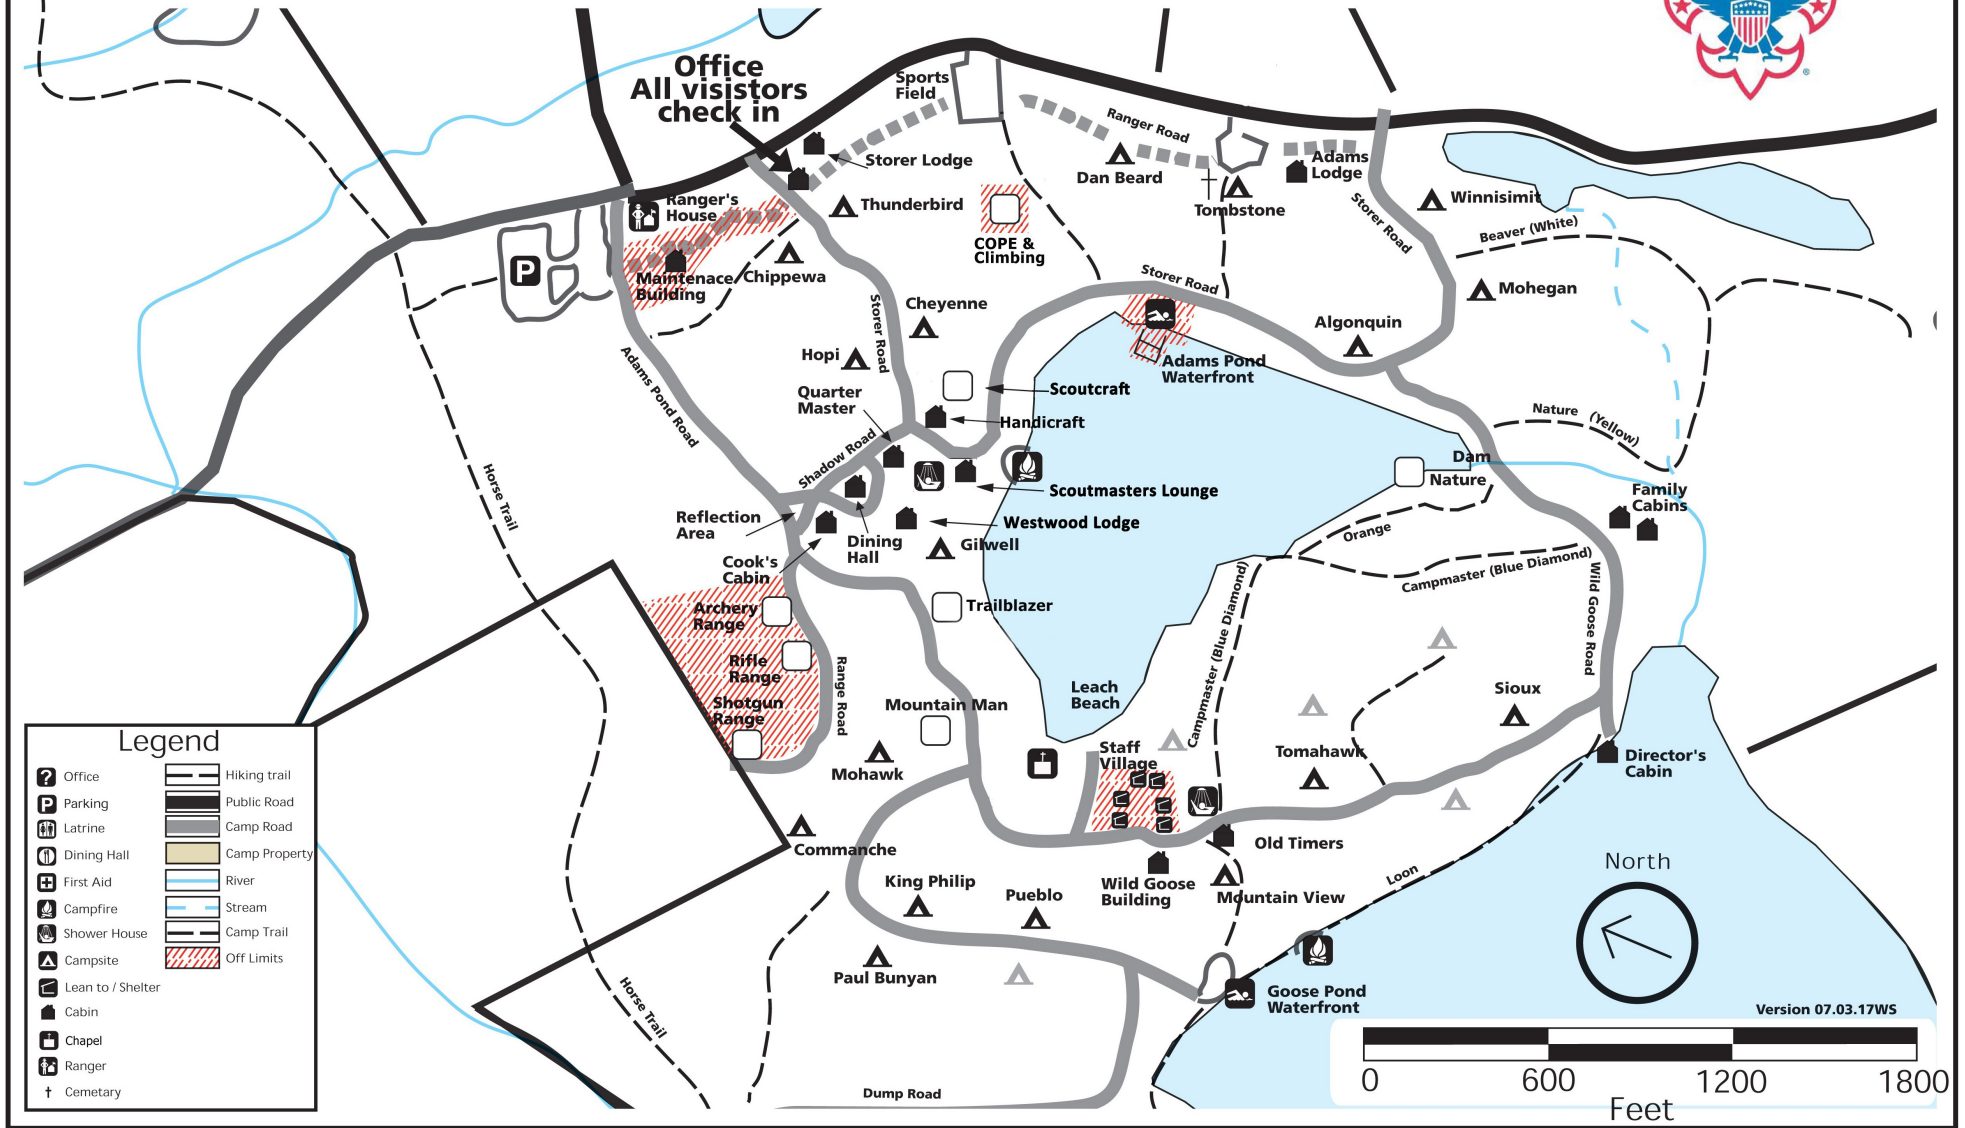 Office
All visistors
check in
Sports
Field
Storer Lodge
Ranger Road
Dan Beard
Tombstone
Adams
Lodge
Storer Road
Winnisimit
Beaver (White)
Mohegan
Ranger's
House
Thunderbird
COPE &
Climbing
P
Maintenace
Building
Chippewa
Cheyenne
Storer Road
Storer Road
Algonquin
Hopi
Adams Pond
Waterfront
Adams Pond Road
Quarter
Master
Scoutcraft
Handicraft
Nature (Yellow)
Shadow Road
Dam
Nature
Horse Trail
Scoutmasters Lounge
Family
Cabins
Reflection
Area
Westwood Lodge
Dining
Hall
Gilwell
Orange
Cook's
Cabin
Campmaster (Blue Diamond)
Wild Goose Road
Archery
Range
Trailblazer
Campmaster (Blue Diamond)
Rifle
Range
Range Road
Shotgun
Range
Mountain Man
Leach
Beach
Sioux
Mohawk
Staff
Village
Tomahawk
Director's
Cabin
Commanche
Old Timers
King Philip
Pueblo
Wild Goose
Building
Mountain View
Loon
Paul Bunyan
Goose Pond
Waterfront
Horse Trail
Dump Road
North
Version 07.03.17WS
0 600 1200 1800
Feet
Legend
? Office
P Parking
Latrine
Dining Hall
First Aid
Campfire
Shower House
Campsite
Lean to / Shelter
Cabin
Chapel
Ranger
Cemetary
Hiking trail
Public Road
Camp Road
Camp Property
River
Stream
Camp Trail
Off Limits
®